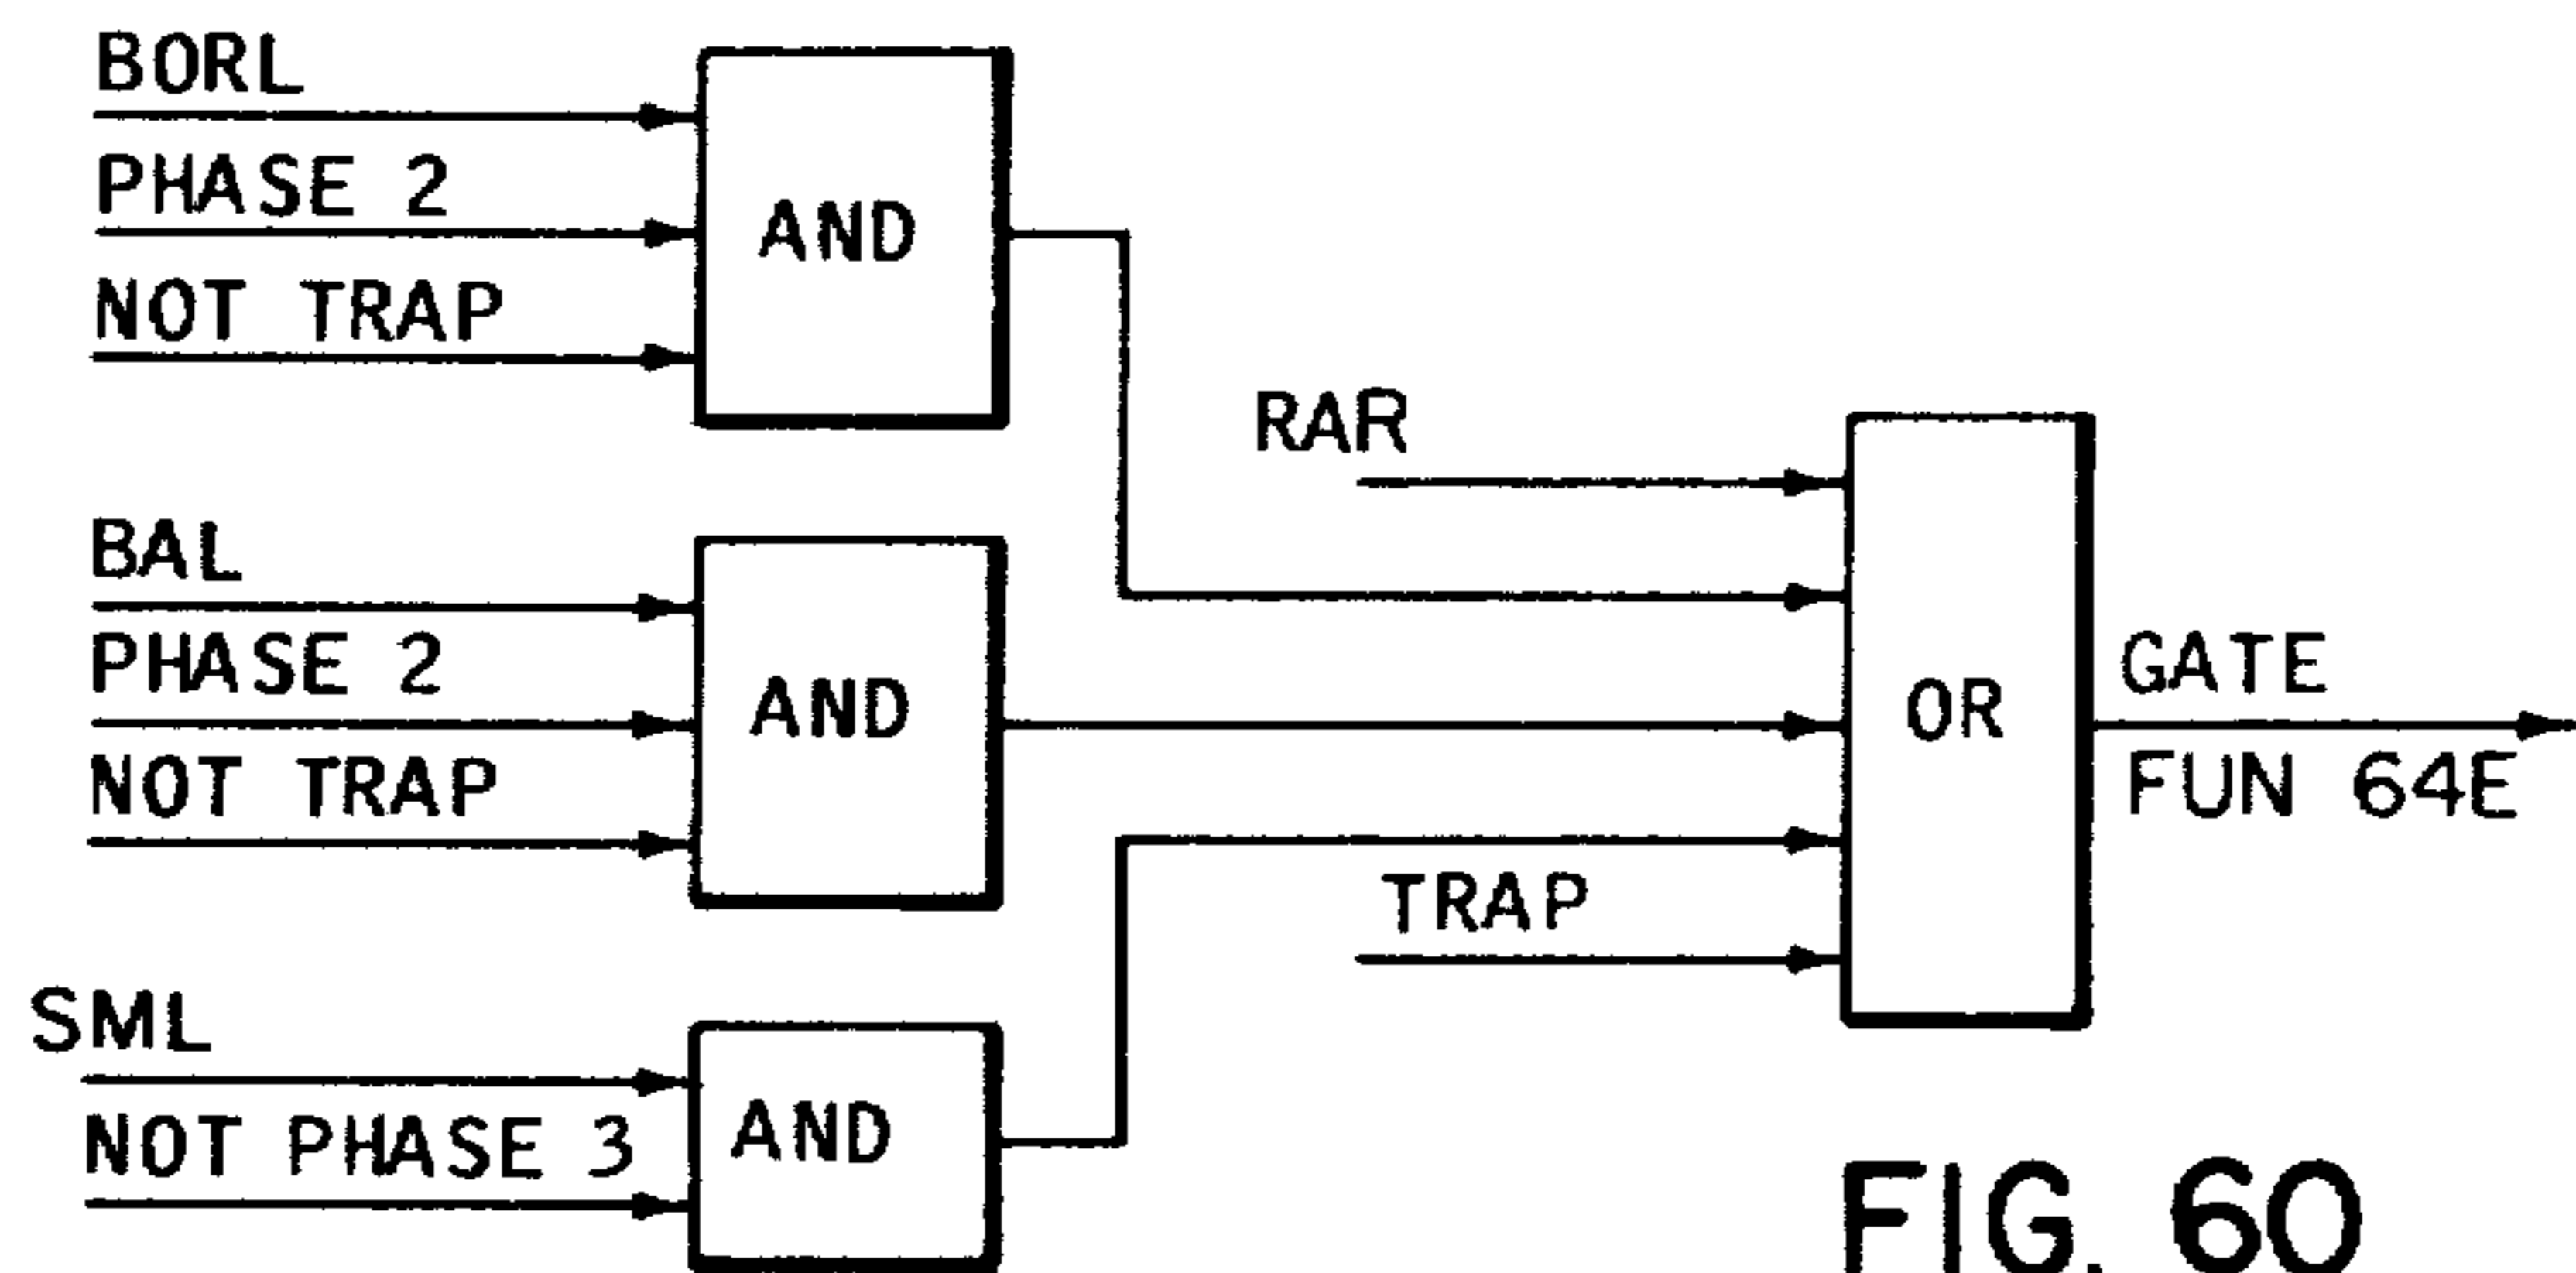 BORL
PHASE 2
NOT TRAP
AND
RAR
BAL
PHASE 2
NOT TRAP
AND
OR
GATE
FUN 64E
TRAP
SML
NOT PHASE 3
AND
FIG. 60